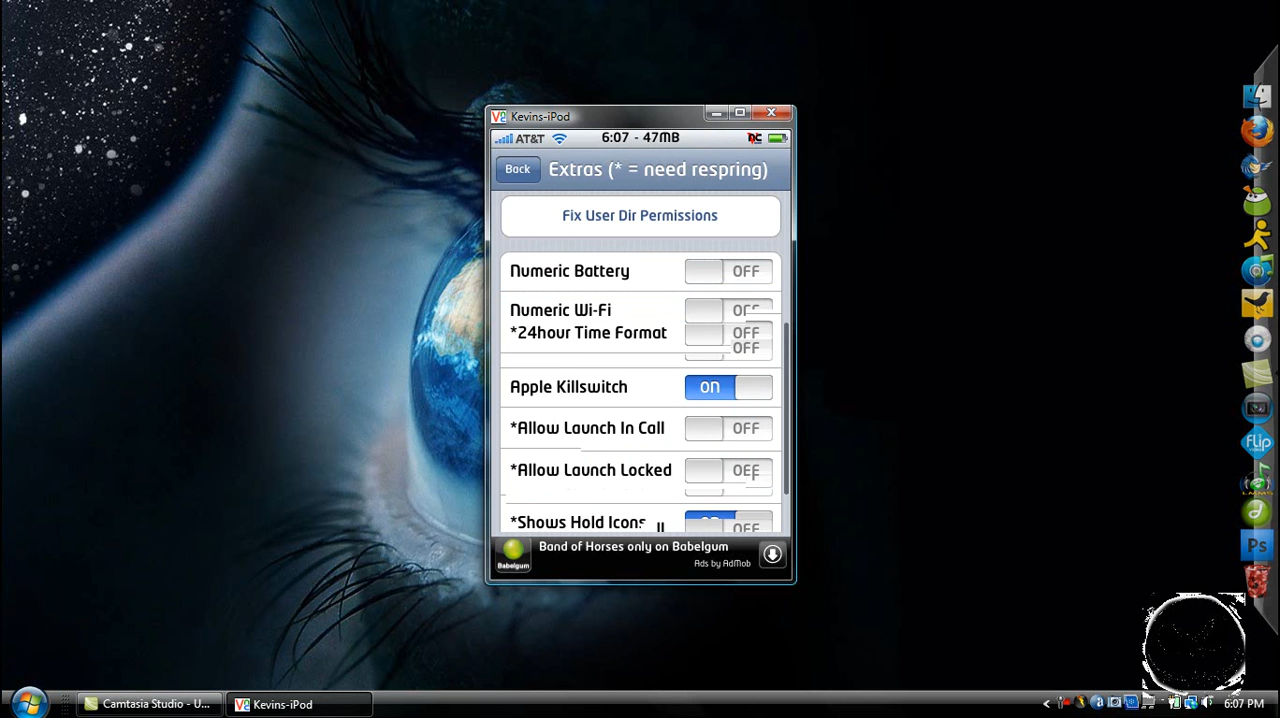 Kevins-iPod
AT&T 6:07 - 47MB
Back Extras (* = need respring)
Fix User Dir Permissions
Numeric Battery OFF
Numeric Wi-Fi OFF
*24hour Time Format OFF
OFF
Apple Killswitch ON
*Allow Launch In Call OFF
*Allow Launch Locked OFF
*Shows Hold Icons
OFF
Band of Horses only on Babelgum
Babelgum Ads by AdMob
flip
LMMS
Ps
Camtasia Studio - U... Kevins-iPod 6:07 PM